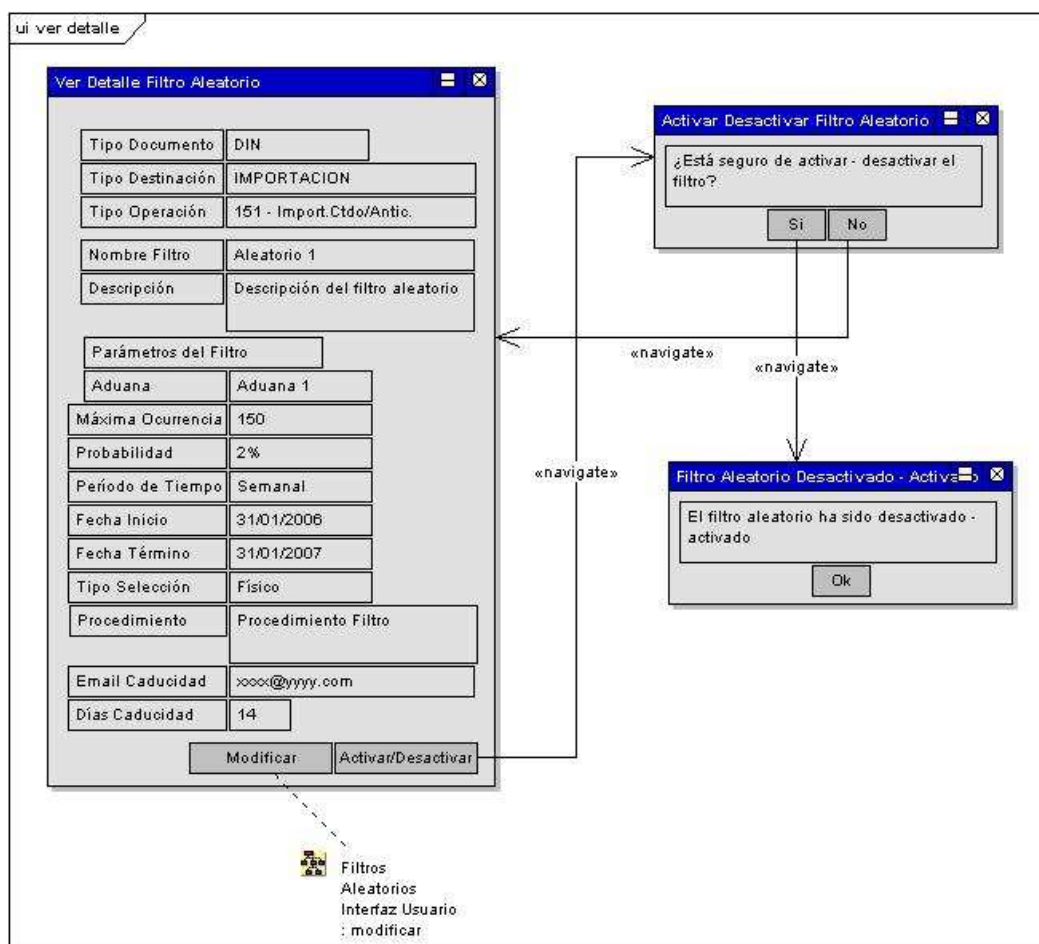 ui ver detalle
Ver Detalle Filtro Aleatorio
Tipo Documento DIN
Tipo Destinación IMPORTACION
Tipo Operación 151 - Import.Ctdo/Antic.
Nombre Filtro Aleatorio 1
Descripción Descripción del filtro aleatorio
Parámetros del Filtro
Aduana Aduana 1
Máxima Ocurrencia 150
Probabilidad 2%
Período de Tiempo Semanal
Fecha Inicio 31/01/2006
Fecha Término 31/01/2007
Tipo Selección Físico
Procedimiento Procedimiento Filtro
Email Caducidad xxxx@yyyy.com
Días Caducidad 14
Modificar Activar/Desactivar
Filtros
Aleatorios
Interfaz Usuario
: modificar
«navigate»
Activar Desactivar Filtro Aleatorio
¿Está seguro de activar - desactivar el
filtro?
Si No
«navigate»
«navigate»
Filtro Aleatorio Desactivado - Activado
El filtro aleatorio ha sido desactivado -
activado
Ok